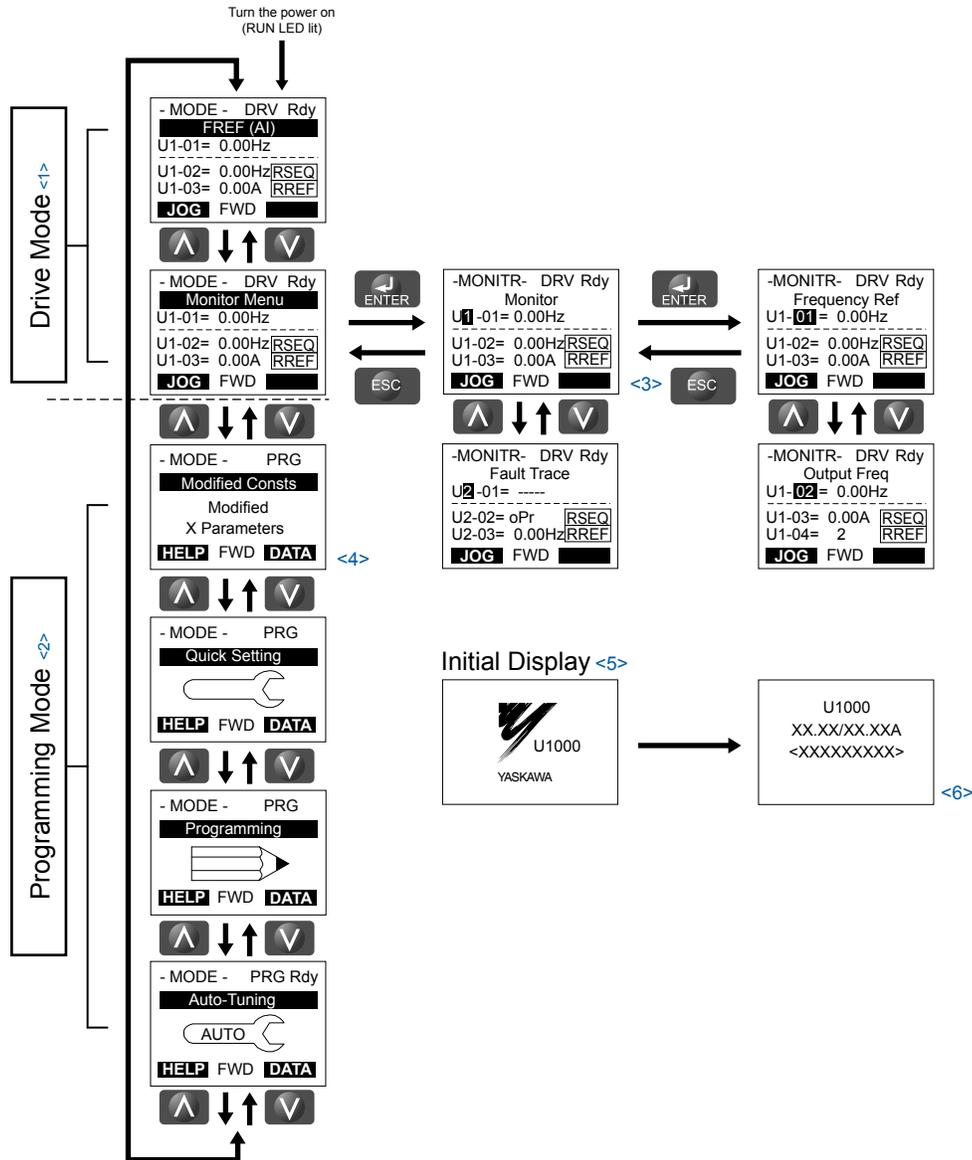 Turn the power on
(RUN LED lit)
Drive Mode <1>
- MODE - DRV Rdy
FREF (AI)
U1-01= 0.00Hz
U1-02= 0.00Hz RSEQ
U1-03= 0.00A RREF
JOG FWD
- MODE - DRV Rdy
Monitor Menu
U1-01= 0.00Hz
U1-02= 0.00Hz RSEQ
U1-03= 0.00A RREF
JOG FWD
ENTER
ESC
-MONITR- DRV Rdy
Monitor
U1 -01= 0.00Hz
U1-02= 0.00Hz RSEQ
U1-03= 0.00A RREF
JOG FWD
<3>
ENTER
ESC
-MONITR- DRV Rdy
Frequency Ref
U1- 01 = 0.00Hz
U1-02= 0.00Hz RSEQ
U1-03= 0.00A RREF
JOG FWD
-MONITR- DRV Rdy
Fault Trace
U2 -01= -----
U2-02= oPr RSEQ
U2-03= 0.00Hz RREF
JOG FWD
-MONITR- DRV Rdy
Output Freq
U1- 02 = 0.00Hz
U1-03= 0.00A RSEQ
U1-04= 2 RREF
JOG FWD
Programming Mode <2>
- MODE - PRG
Modified Consts
Modified
X Parameters
HELP FWD DATA
<4>
- MODE - PRG
Quick Setting
HELP FWD DATA
- MODE - PRG
Programming
HELP FWD DATA
- MODE - PRG Rdy
Auto-Tuning
AUTO
HELP FWD DATA
Initial Display <5>
U1000
YASKAWA
U1000
XX.XX/XX.XXA
<XXXXXXXXX>
<6>